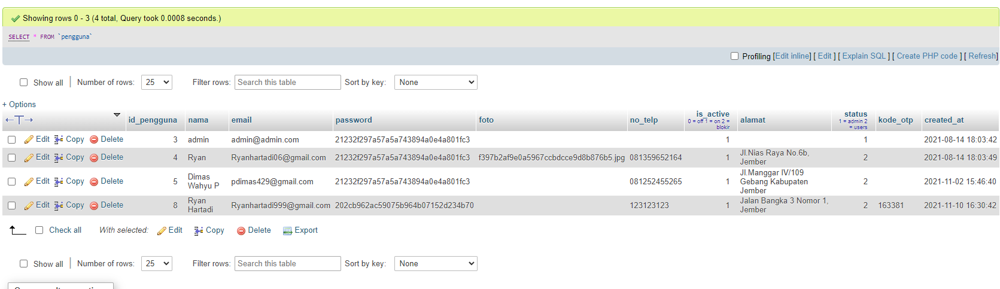 Showing rows 0 - 3 (4 total, Query took 0.0008 seconds.)
SELECT * FROM `pengguna`
Profiling [Edit inline] [ Edit ] [ Explain SQL ] [ Create PHP code ] [ Refresh]
Show all | Number of rows: 25 Filter rows: Search this table Sort by key: None
+ Options
←T→ id_pengguna nama email password foto no_telp is_active 0 = off 1 = on 2 = blokir alamat status 1 = admin 2 = users kode_otp created_at
Edit Copy Delete 3 admin admin@admin.com 21232f297a57a5a743894a0e4a801fc3 1 1 2021-08-14 18:03:42
Edit Copy Delete 4 Ryan Ryanhartadi06@gmail.com 21232f297a57a5a743894a0e4a801fc3 f397b2af9e0a5967ccbdcce9d8b876b5.jpg 081359652164 1 Jl.Nias Raya No.6b, Jember 2 2021-08-14 18:03:49
Edit Copy Delete 5 Dimas Wahyu P pdimas429@gmail.com 21232f297a57a5a743894a0e4a801fc3 081252455265 1 Jl.Manggar IV/109 Gebang Kabupaten Jember 2 2021-11-02 15:46:40
Edit Copy Delete 8 Ryan Hartadi Ryanhartadi999@gmail.com 202cb962ac59075b964b07152d234b70 123123123 1 Jalan Bangka 3 Nomor 1, Jember 2 163381 2021-11-10 16:30:42
Check all With selected: Edit Copy Delete Export
Show all | Number of rows: 25 Filter rows: Search this table Sort by key: None